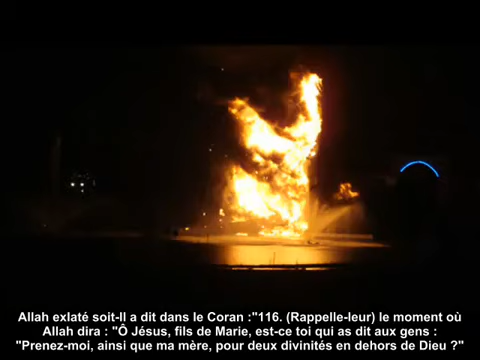 Allah exlaté soit-Il a dit dans le Coran :"116. (Rappelle-leur) le moment où
Allah dira : "Ô Jésus, fils de Marie, est-ce toi qui as dit aux gens :
"Prenez-moi, ainsi que ma mère, pour deux divinités en dehors de Dieu ?"